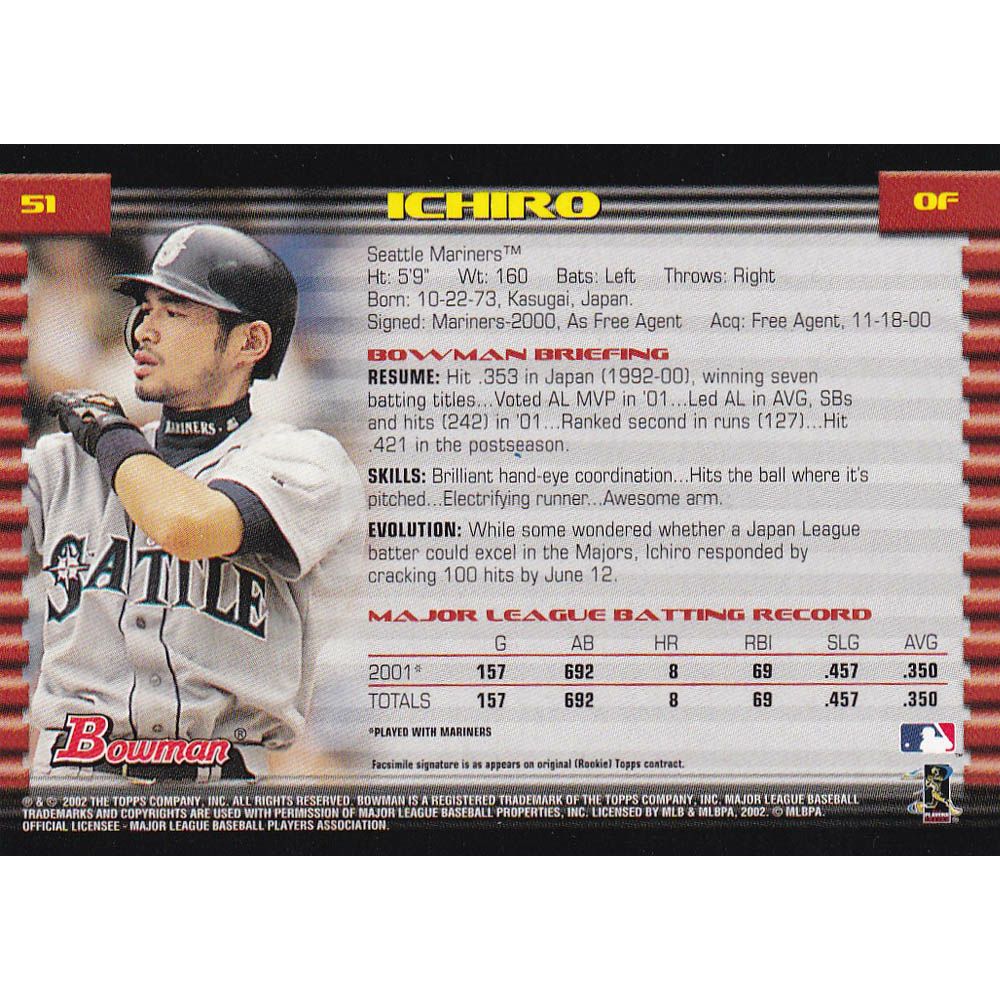 51
ICHIRO
OF
Seattle Mariners™
Ht: 5'9" Wt: 160 Bats: Left Throws: Right
Born: 10-22-73, Kasugai, Japan.
Signed: Mariners-2000, As Free Agent Acq: Free Agent, 11-18-00
BOWMAN BRIEFING
RESUME: Hit .353 in Japan (1992-00), winning seven
batting titles...Voted AL MVP in '01...Led AL in AVG, SBs
and hits (242) in '01...Ranked second in runs (127)...Hit
.421 in the postseason.
SKILLS: Brilliant hand-eye coordination...Hits the ball where it's
pitched...Electrifying runner...Awesome arm.
EVOLUTION: While some wondered whether a Japan League
batter could excel in the Majors, Ichiro responded by
cracking 100 hits by June 12.
MAJOR LEAGUE BATTING RECORD
G AB HR RBI SLG AVG
2001* 157 692 8 69 .457 .350
TOTALS 157 692 8 69 .457 .350
*PLAYED WITH MARINERS
Facsimile signature is as appears on original (Rookie) Topps contract.
MARINERS
SEATTLE
Bowman®
® & © 2002 THE TOPPS COMPANY, INC. ALL RIGHTS RESERVED. BOWMAN IS A REGISTERED TRADEMARK OF THE TOPPS COMPANY, INC. MAJOR LEAGUE BASEBALL
TRADEMARKS AND COPYRIGHTS ARE USED WITH PERMISSION OF MAJOR LEAGUE BASEBALL PROPERTIES, INC. LICENSED BY MLB & MLBPA, 2002. © MLBPA.
OFFICIAL LICENSEE - MAJOR LEAGUE BASEBALL PLAYERS ASSOCIATION.